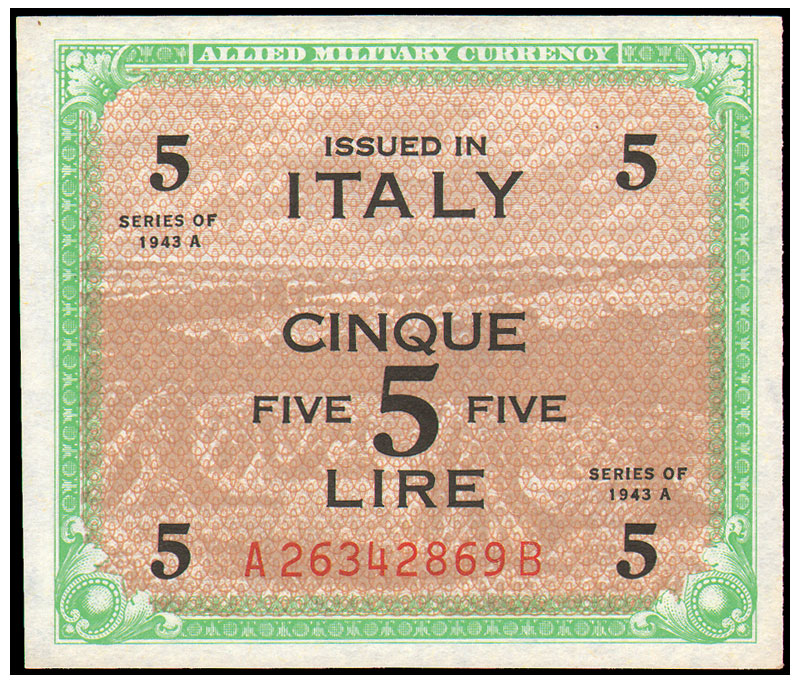 ALLIED MILITARY CURRENCY
5 ISSUED IN 5
ITALY
SERIES OF
1943 A
CINQUE
FIVE 5 FIVE
LIRE
SERIES OF
1943 A
5 A26342869B 5